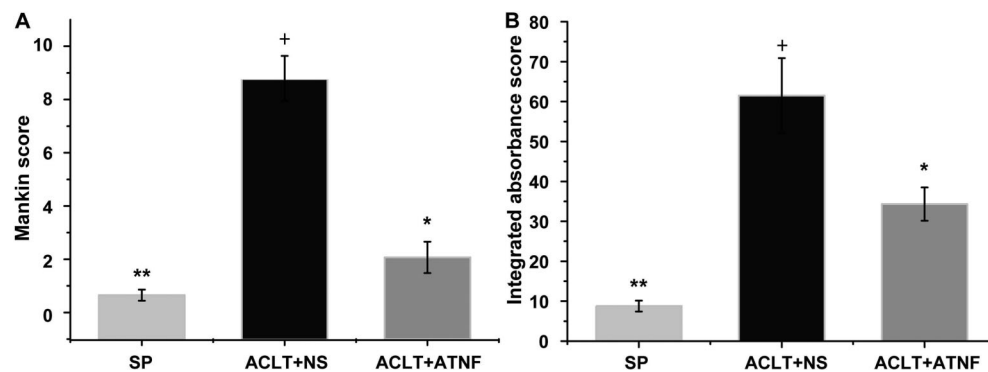 A
Mankin score
10
8
6
4
2
0
**
+
*
SP
ACLT+NS
ACLT+ATNF
B
Integrated absorbance score
80
70
60
50
40
30
20
10
0
**
+
*
SP
ACLT+NS
ACLT+ATNF